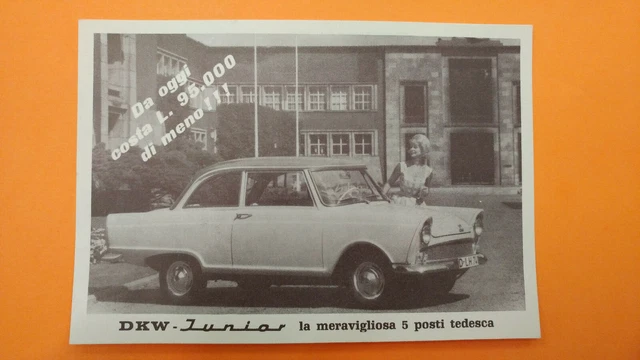 Da oggi
costa L. 95.000
di meno!!!
DKW-Junior la meravigliosa 5 posti tedesca